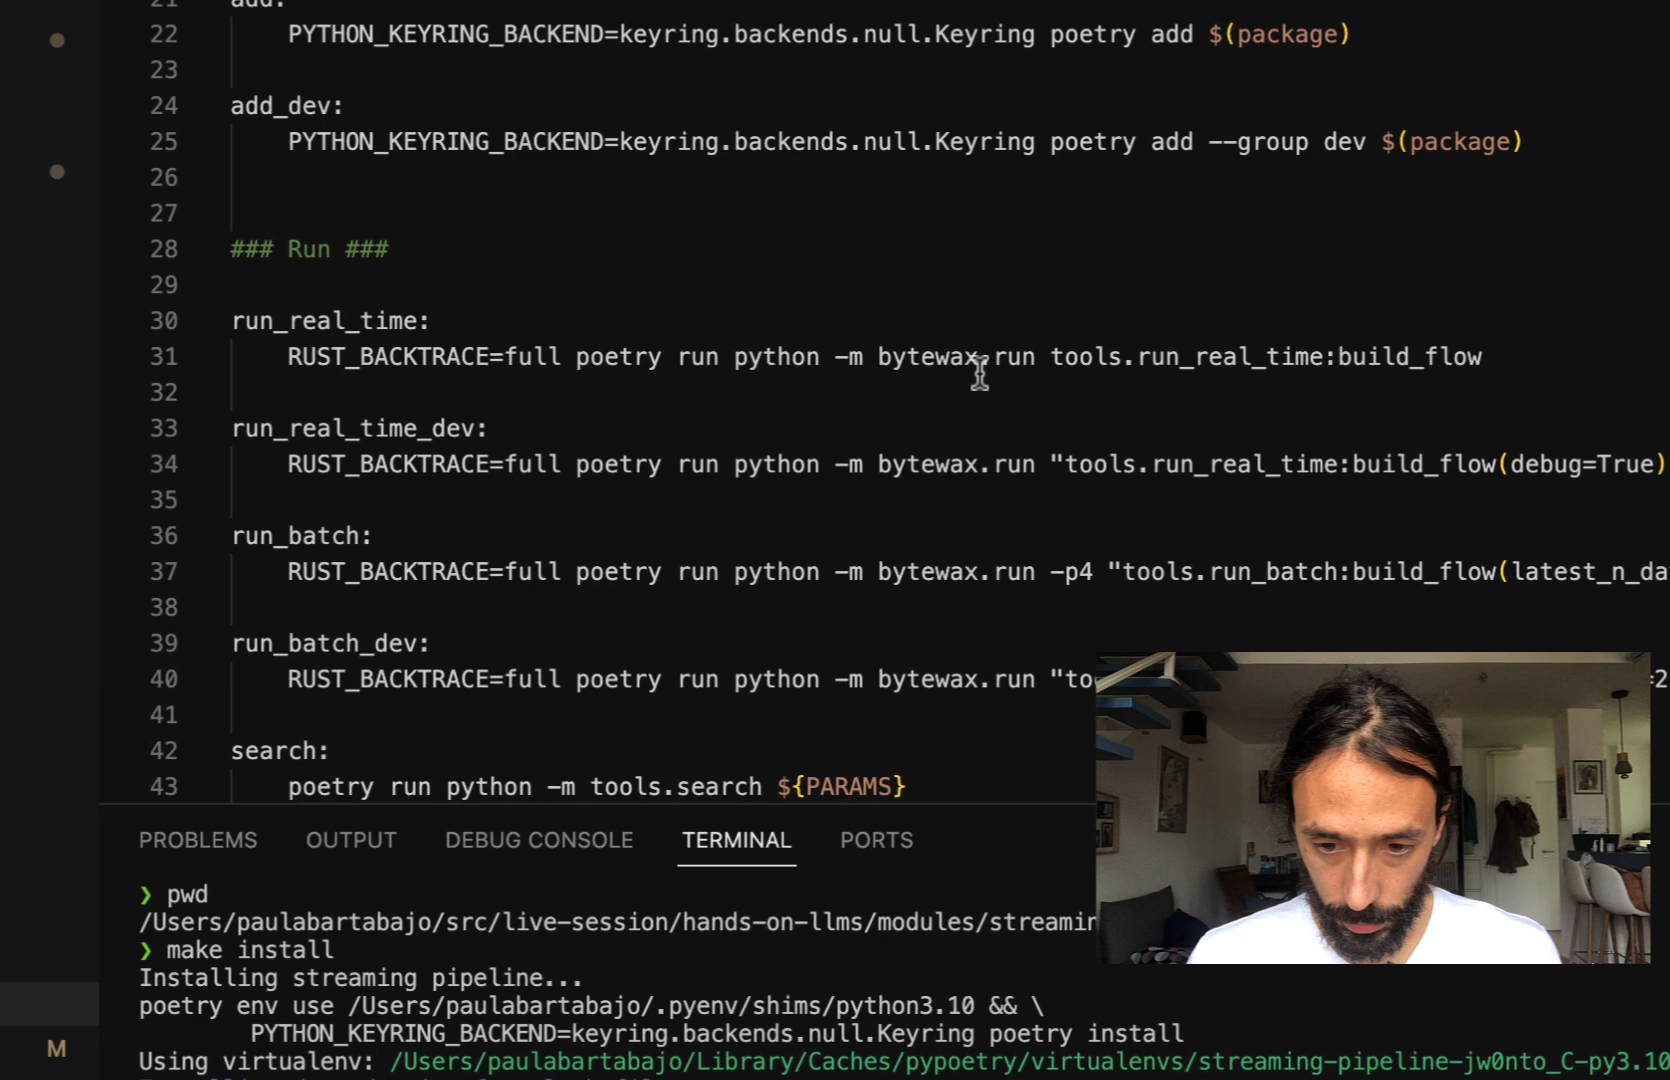 21 add:
22 PYTHON_KEYRING_BACKEND=keyring.backends.null.Keyring poetry add $(package)
23
24 add_dev:
25 PYTHON_KEYRING_BACKEND=keyring.backends.null.Keyring poetry add --group dev $(package)
26
27
28 ### Run ###
29
30 run_real_time:
31 RUST_BACKTRACE=full poetry run python -m bytewax.run tools.run_real_time:build_flow
32
33 run_real_time_dev:
34 RUST_BACKTRACE=full poetry run python -m bytewax.run "tools.run_real_time:build_flow(debug=True)
35
36 run_batch:
37 RUST_BACKTRACE=full poetry run python -m bytewax.run -p4 "tools.run_batch:build_flow(latest_n_da
38
39 run_batch_dev:
40 RUST_BACKTRACE=full poetry run python -m bytewax.run "to =2
41
42 search:
43 poetry run python -m tools.search ${PARAMS}
PROBLEMS OUTPUT DEBUG CONSOLE TERMINAL PORTS
❯ pwd
/Users/paulabartabajo/src/live-session/hands-on-llms/modules/streamin
❯ make install
Installing streaming pipeline...
poetry env use /Users/paulabartabajo/.pyenv/shims/python3.10 && \
PYTHON_KEYRING_BACKEND=keyring.backends.null.Keyring poetry install
M
Using virtualenv: /Users/paulabartabajo/Library/Caches/pypoetry/virtualenvs/streaming-pipeline-jw0nto_C-py3.10